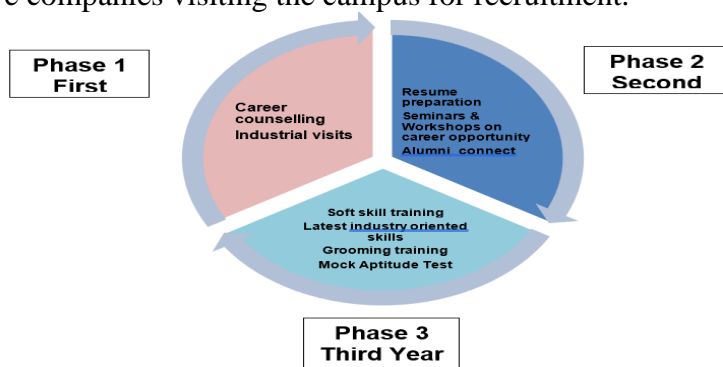 companies visiting the campus for recruitment.
Phase 1
First
Career
counselling
Industrial visits
Phase 2
Second
Resume
preparation
Seminars &
Workshops on
career opportunity
Alumni connect
Soft skill training
Latest industry oriented
skills
Grooming training
Mock Aptitude Test
Phase 3
Third Year